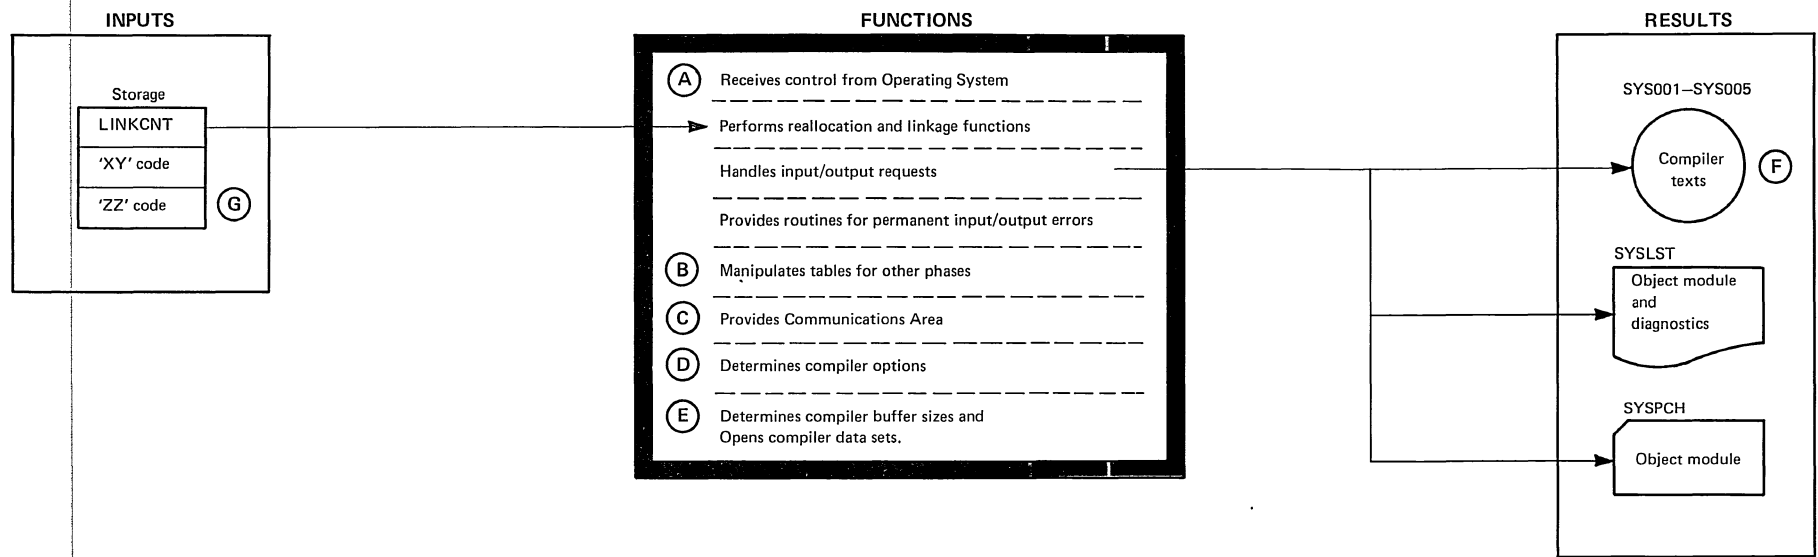 INPUTS
Storage
LINKCNT
'XY' code
'ZZ' code
G
FUNCTIONS
A Receives control from Operating System
Performs reallocation and linkage functions
Handles input/output requests
Provides routines for permanent input/output errors
B Manipulates tables for other phases
C Provides Communications Area
D Determines compiler options
E Determines compiler buffer sizes and
Opens compiler data sets.
RESULTS
SYS001—SYS005
Compiler
texts
F
SYSLST
Object module
and
diagnostics
SYSPCH
Object module